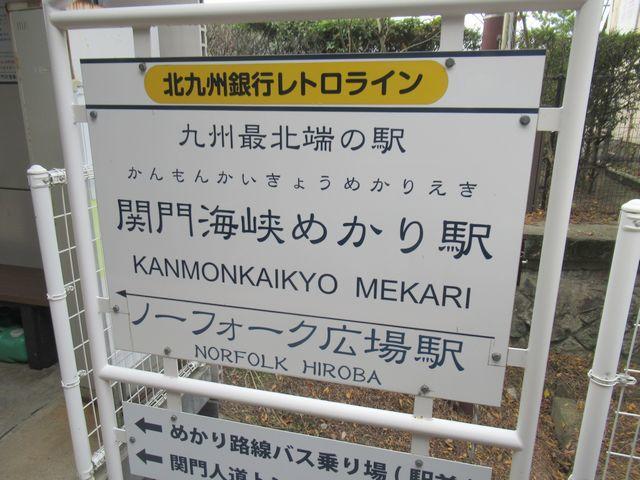 北九州銀行レトロライン
九州最北端の駅
かんもんかいきょうめかりえき
関門海峡めかり駅
KANMONKAIKYO MEKARI
ノーフォーク広場駅
NORFOLK HIROBA
めかり路線バス乗り場(駅前
関門人道ト